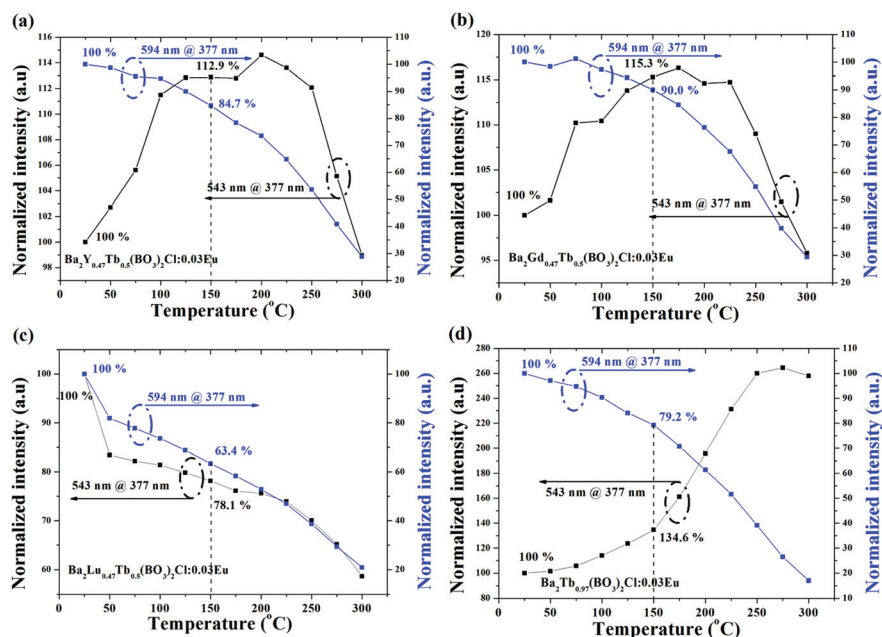 (a)
Normalized intensity (a.u)
116
114
112
110
108
106
104
102
100
98
100 %
594 nm @ 377 nm
112.9 %
84.7 %
543 nm @ 377 nm
100 %
Ba2Y0.47Tb0.5(BO3)2Cl:0.03Eu
110
100
90
80
70
60
50
40
30
20
Normalized intensity (a.u.)
0 50 100 150 200 250 300
Temperature (°C)
(b)
Normalized intensity (a.u)
120
115
110
105
100
95
100 %
594 nm @ 377 nm
115.3 %
90.0 %
543 nm @ 377 nm
100 %
Ba2Gd0.47Tb0.5(BO3)2Cl:0.03Eu
100
90
80
70
60
50
40
30
20
Normalized intensity (a.u.)
0 50 100 150 200 250 300
Temperature (°C)
(c)
Normalized intensity (a.u)
100
90
80
70
60
100 %
100 %
594 nm @ 377 nm
63.4 %
543 nm @ 377 nm
78.1 %
Ba2Lu0.47Tb0.5(BO3)2Cl:0.03Eu
100
80
60
40
20
Normalized intensity (a.u.)
0 50 100 150 200 250 300
Temperature (°C)
(d)
Normalized intensity (a.u)
280
260
240
220
200
180
160
140
120
100
80
100 %
594 nm @ 377 nm
79.2 %
543 nm @ 377 nm
134.6 %
100 %
Ba2Tb0.97(BO3)2Cl:0.03Eu
110
100
90
80
70
60
50
40
30
20
10
Normalized intensity (a.u.)
0 50 100 150 200 250 300
Temperature (°C)